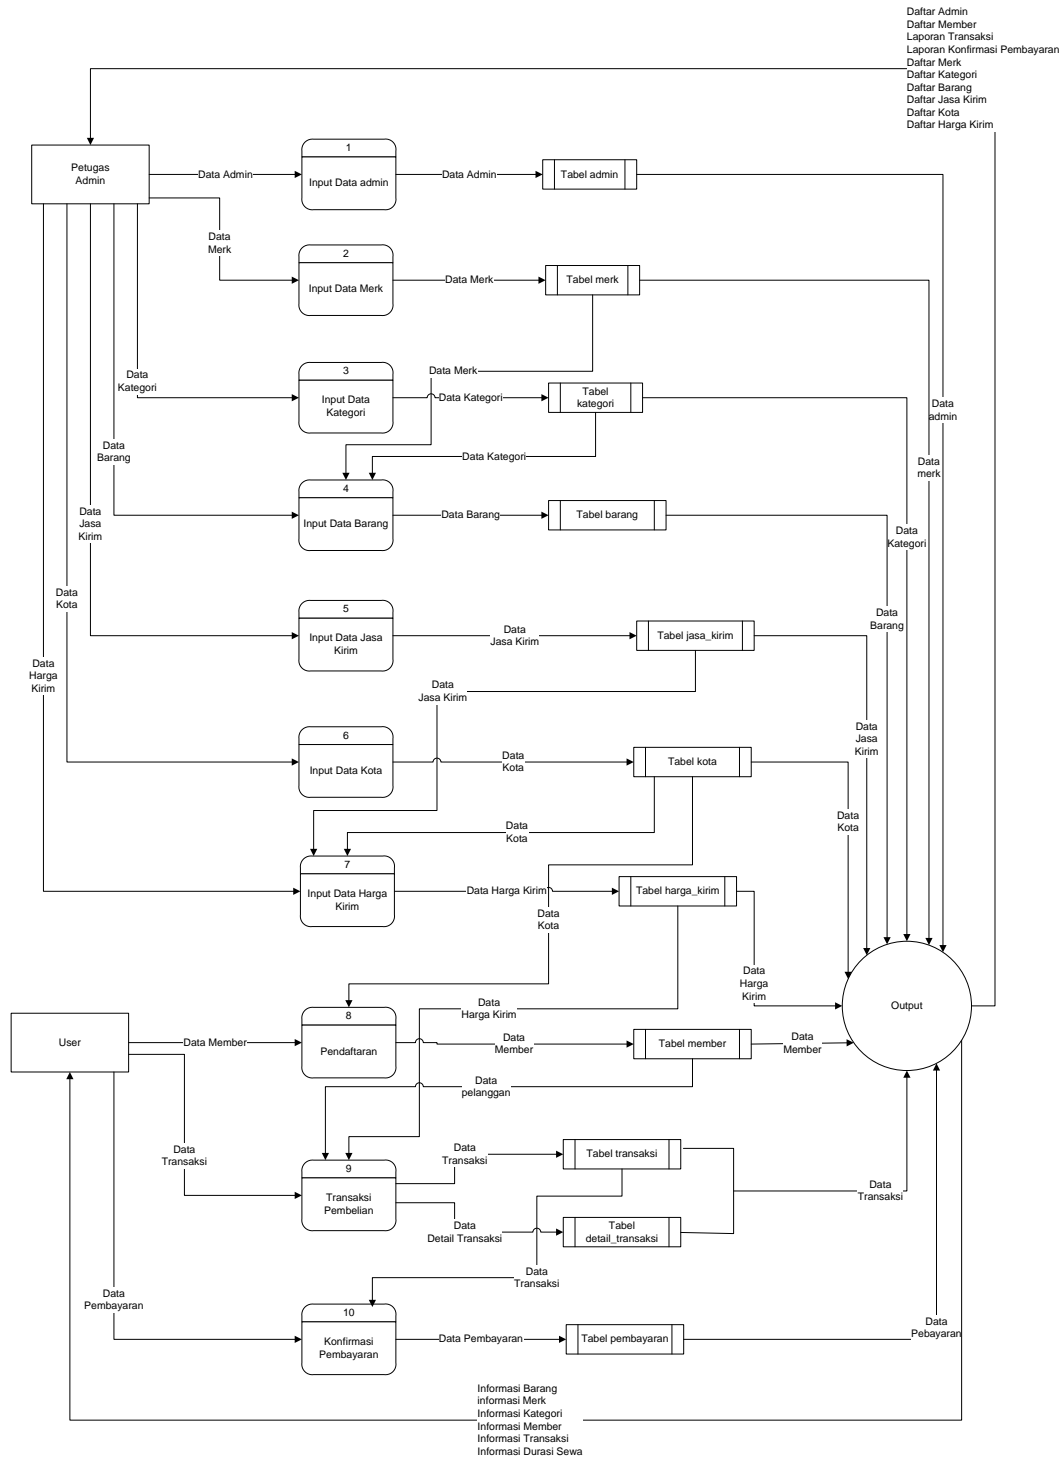 Daftar Admin
Daftar Member
Laporan Transaksi
Laporan Konfirmasi Pembayaran
Daftar Merk
Daftar Kategori
Daftar Barang
Daftar Jasa Kirim
Daftar Kota
Daftar Harga Kirim
Petugas
Admin
Data Admin
1
Input Data admin
Data Admin
Tabel admin
Data
Merk
2
Input Data Merk
Data Merk
Tabel merk
Data Merk
Data
Kategori
3
Input Data
Kategori
Data Kategori
Tabel
kategori
Data
admin
Data
Barang
Data Kategori
Data
merk
4
Input Data Barang
Data Barang
Tabel barang
Data
Jasa
Kirim
Data
Kategori
Data
Kota
5
Input Data Jasa
Kirim
Data
Jasa Kirim
Tabel jasa_kirim
Data
Barang
Data
Harga
Kirim
Data
Jasa Kirim
Data
Jasa
Kirim
6
Input Data Kota
Data
Kota
Tabel kota
Data
Kota
Data
Kota
7
Input Data Harga
Kirim
Data Harga Kirim
Tabel harga_kirim
Data
Kota
Data
Harga
Kirim
Output
Data
Harga Kirim
User
Data Member
8
Pendaftaran
Data
Member
Tabel member
Data
Member
Data
pelanggan
Data
Transaksi
9
Transaksi
Pembelian
Data
Transaksi
Tabel transaksi
Data
Transaksi
Data
Detail Transaksi
Tabel
detail_transaksi
Data
Transaksi
Data
Pembayaran
10
Konfirmasi
Pembayaran
Data Pembayaran
Tabel pembayaran
Data
Pebayaran
Informasi Barang
informasi Merk
Informasi Kategori
Informasi Member
Informasi Transaksi
Informasi Durasi Sewa